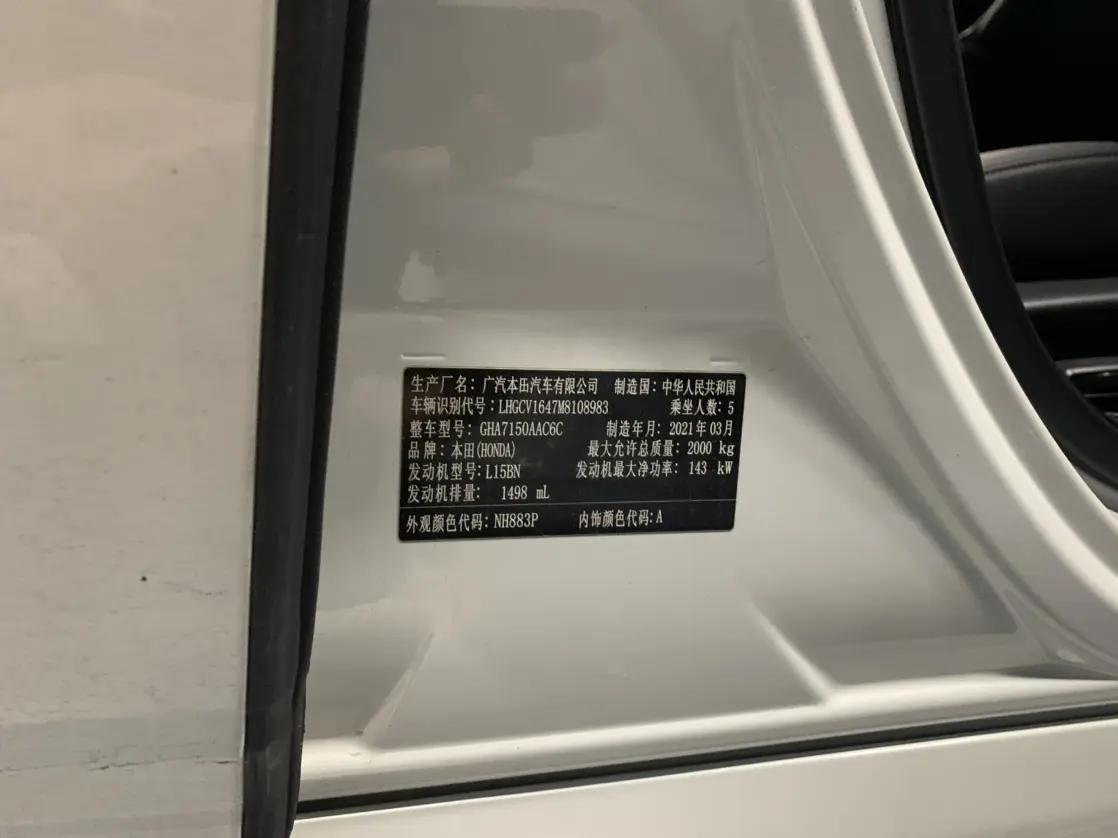 生产厂名：广汽本田汽车有限公司 制造国：中华人民共和国
车辆识别代号：LHGCV1647M8108983 乘坐人数：5
整车型号：GHA7150AAC6C 制造年月：2021年03月
品牌：本田(HONDA) 最大允许总质量：2000 kg
发动机型号：L15BN 发动机最大净功率：143 kW
发动机排量：1498 mL
外观颜色代码：NH883P 内饰颜色代码：A